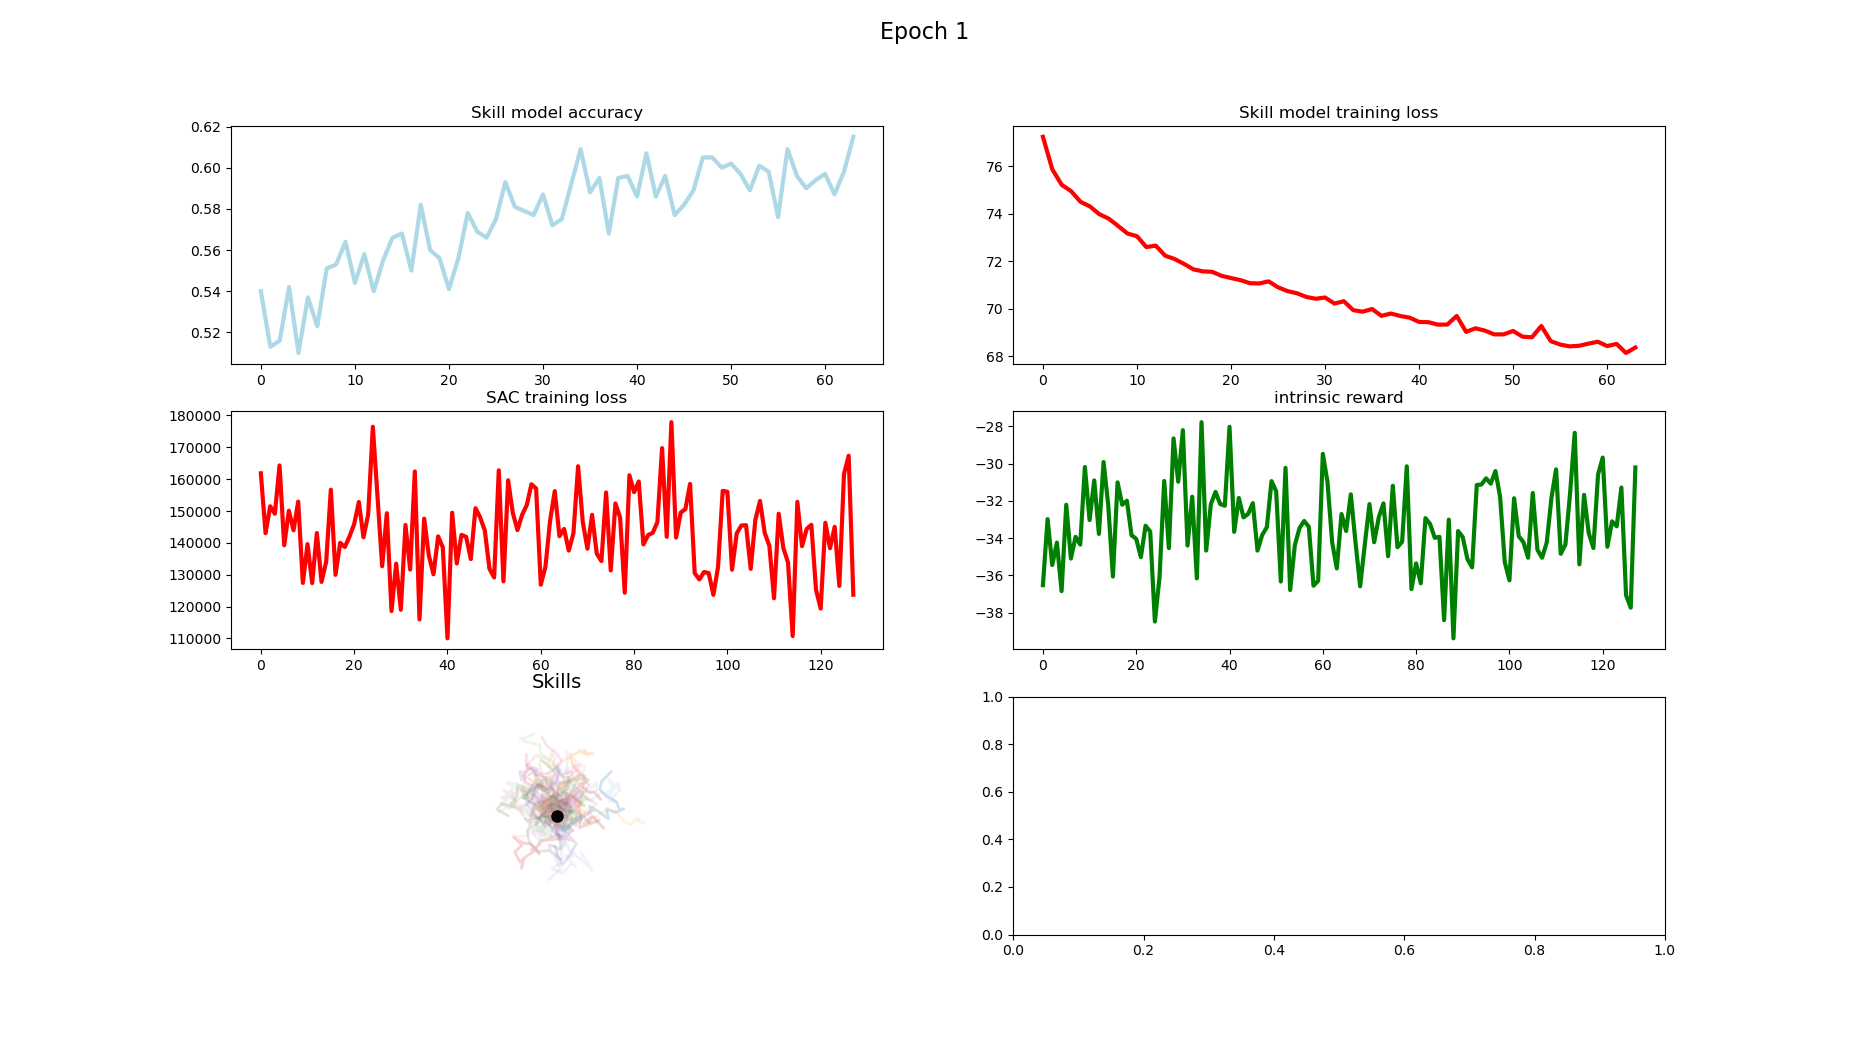 Epoch 1
Skill model accuracy
0.62
0.60
0.58
0.56
0.54
0.52
0 10 20 30 40 50 60
Skill model training loss
76
74
72
70
68
0 10 20 30 40 50 60
SAC training loss
180000
170000
160000
150000
140000
130000
120000
110000
0 20 40 60 80 100 120
intrinsic reward
−28
−30
−32
−34
−36
−38
0 20 40 60 80 100 120
Skills
1.0
0.8
0.6
0.4
0.2
0.0
0.0 0.2 0.4 0.6 0.8 1.0